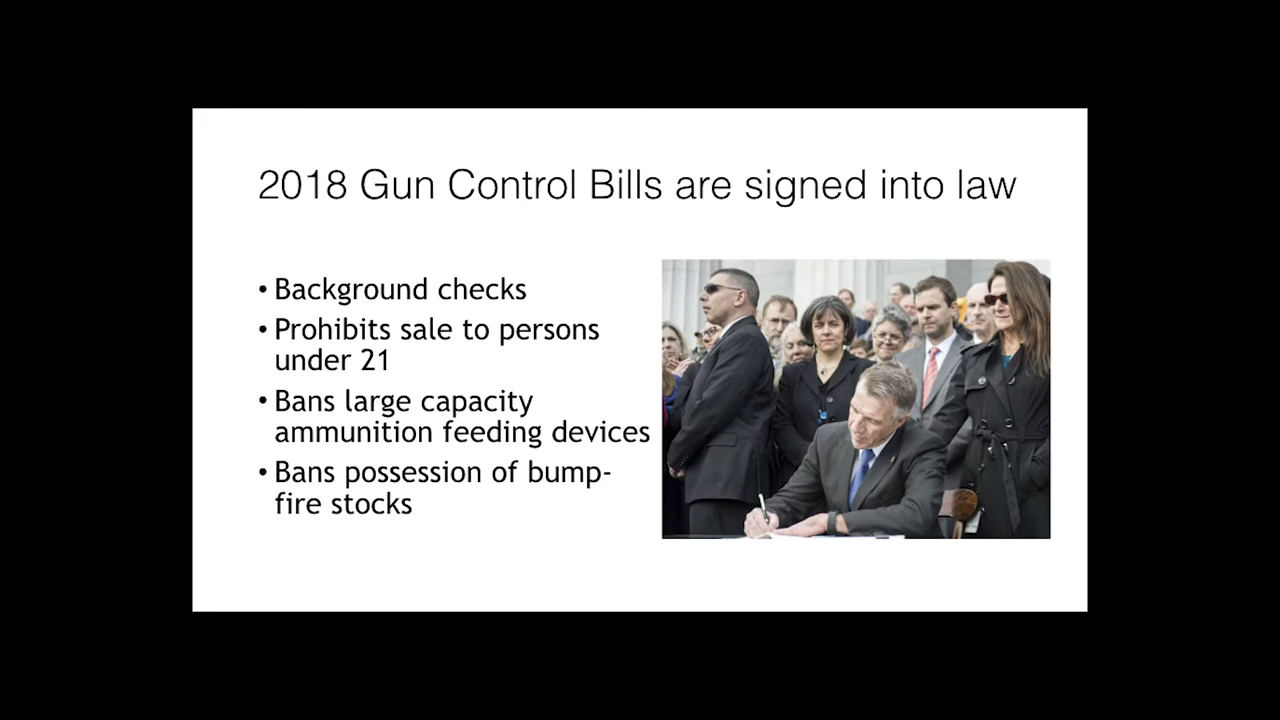 2018 Gun Control Bills are signed into law
• Background checks
• Prohibits sale to persons
under 21
• Bans large capacity
ammunition feeding devices
• Bans possession of bump-
fire stocks